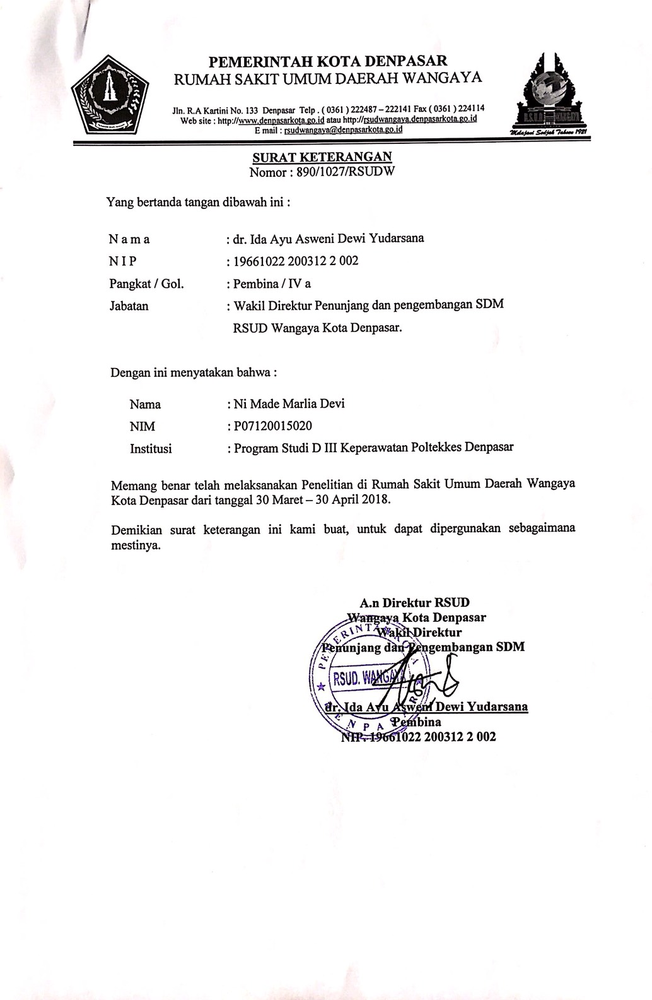 PEMERINTAH KOTA DENPASAR
RUMAH SAKIT UMUM DAERAH WANGAYA
Jln. R.A Kartini No. 133 Denpasar Telp . ( 0361 ) 222487 – 222141 Fax ( 0361 ) 224114
Web site : http://www.denpasarkota.go.id atau http://rsudwangaya.denpasarkota.go.id
E mail : rsudwangaya@denpasarkota.go.id
R.S.U.D WANGAYA
Melayani Sedjak Tahoen 1921
SURAT KETERANGAN
Nomor : 890/1027/RSUDW
Yang bertanda tangan dibawah ini :
N a m a : dr. Ida Ayu Asweni Dewi Yudarsana
N I P : 19661022 200312 2 002
Pangkat / Gol. : Pembina / IV a
Jabatan : Wakil Direktur Penunjang dan pengembangan SDM
RSUD Wangaya Kota Denpasar.
Dengan ini menyatakan bahwa :
Nama : Ni Made Marlia Devi
NIM : P07120015020
Institusi : Program Studi D III Keperawatan Poltekkes Denpasar
Memang benar telah melaksanakan Penelitian di Rumah Sakit Umum Daerah Wangaya
Kota Denpasar dari tanggal 30 Maret – 30 April 2018.
Demikian surat keterangan ini kami buat, untuk dapat dipergunakan sebagaimana
mestinya.
A.n Direktur RSUD
Wangaya Kota Denpasar
Wakil Direktur
Penunjang dan Pengembangan SDM
PEMERINTAH KOTA
RSUD. WANGAYA
DENPASAR
dr. Ida Ayu Asweni Dewi Yudarsana
Pembina
NIP. 19661022 200312 2 002